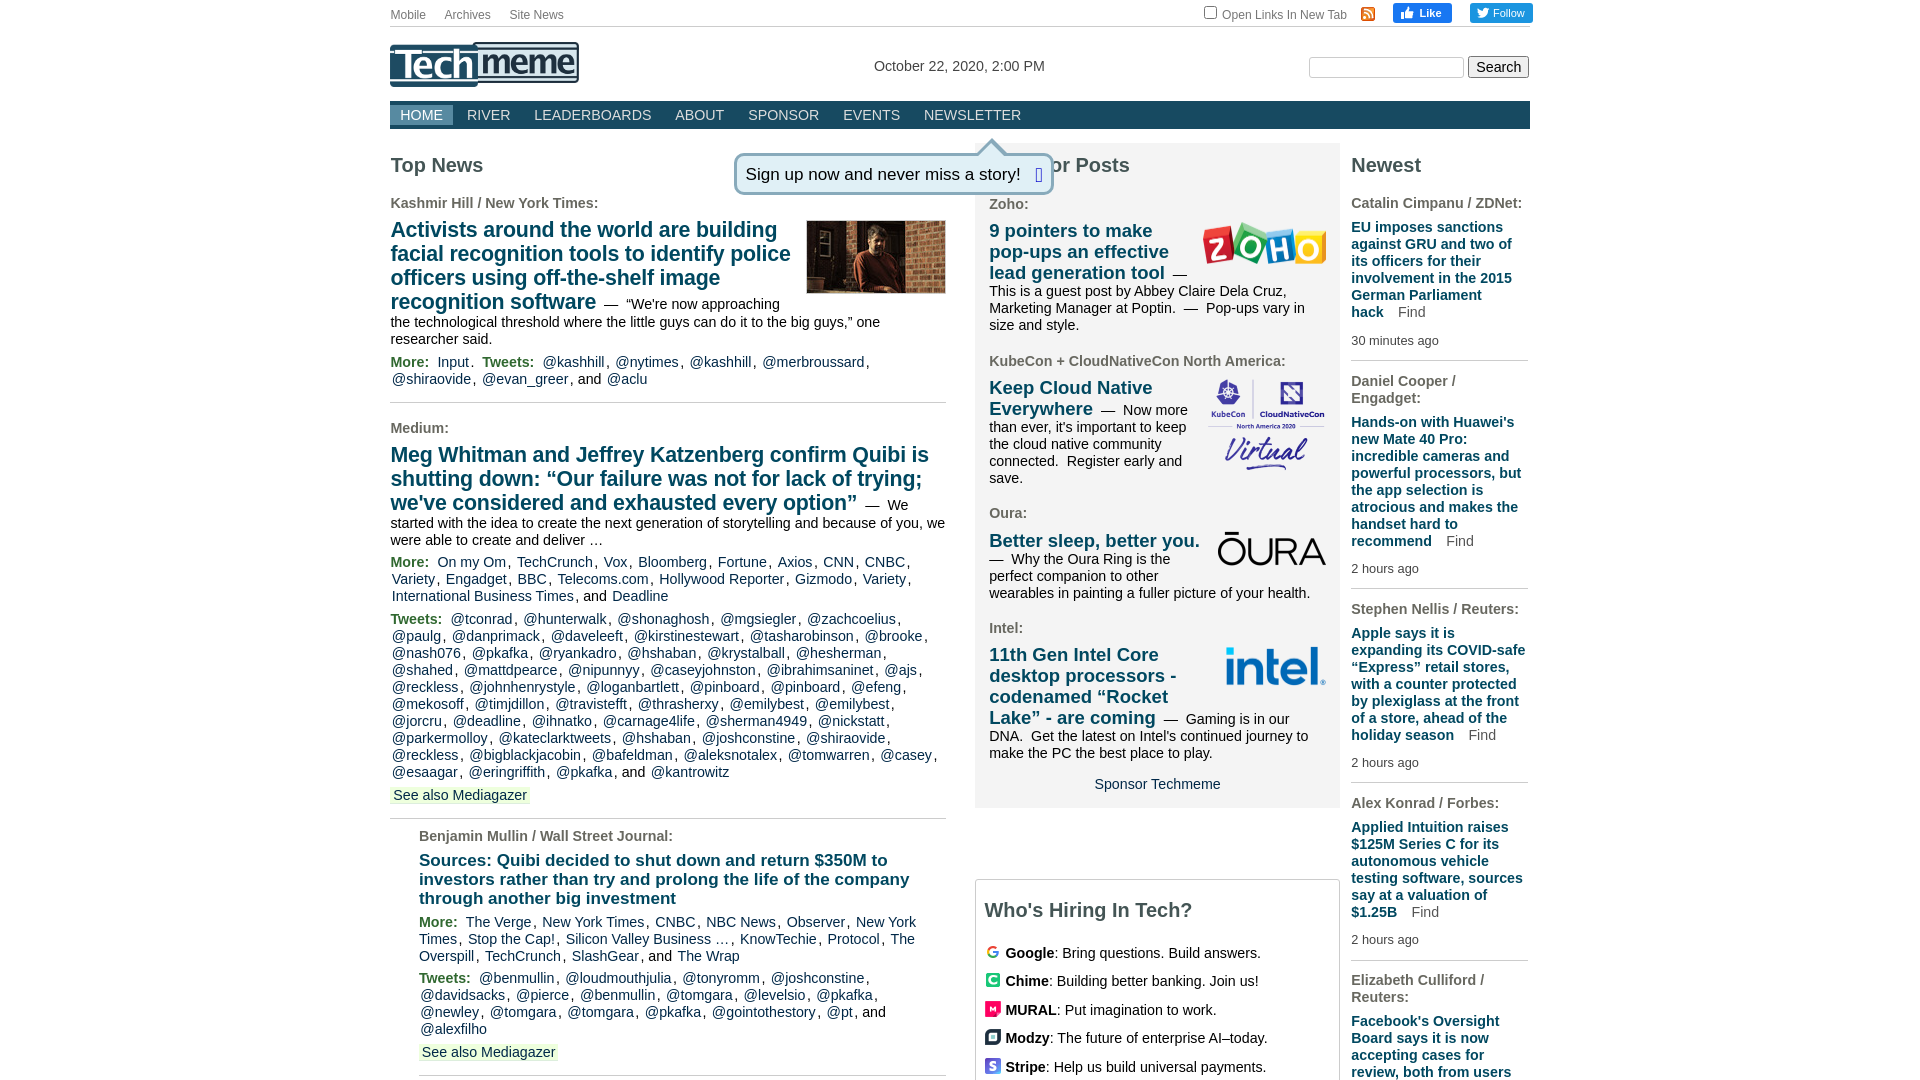 Mobile Archives Site News
Open Links In New Tab
Like
Follow
Techmeme
October 22, 2020, 2:00 PM
Search
HOME RIVER LEADERBOARDS ABOUT SPONSOR EVENTS NEWSLETTER
Sign up now and never miss a story!
Top News
Kashmir Hill / New York Times:
Activists around the world are building
facial recognition tools to identify police
officers using off-the-shelf image
recognition software — “We're now approaching
the technological threshold where the little guys can do it to the big guys,” one
researcher said.
More: Input. Tweets: @kashhill, @nytimes, @kashhill, @merbroussard,
@shiraovide, @evan_greer, and @aclu
Medium:
Meg Whitman and Jeffrey Katzenberg confirm Quibi is
shutting down: “Our failure was not for lack of trying;
we've considered and exhausted every option” — We
started with the idea to create the next generation of storytelling and because of you, we
were able to create and deliver …
More: On my Om, TechCrunch, Vox, Bloomberg, Fortune, Axios, CNN, CNBC,
Variety, Engadget, BBC, Telecoms.com, Hollywood Reporter, Gizmodo, Variety,
International Business Times, and Deadline
Tweets: @tconrad, @hunterwalk, @shonaghosh, @mgsiegler, @zachcoelius,
@paulg, @danprimack, @daveleeft, @kirstinestewart, @tasharobinson, @brooke,
@nash076, @pkafka, @ryankadro, @hshaban, @krystalball, @hesherman,
@shahed, @mattdpearce, @nipunnyy, @caseyjohnston, @ibrahimsaninet, @ajs,
@reckless, @johnhenrystyle, @loganbartlett, @pinboard, @pinboard, @efeng,
@mekosoff, @timjdillon, @travistefft, @thrasherxy, @emilybest, @emilybest,
@jorcru, @deadline, @ihnatko, @carnage4life, @sherman4949, @nickstatt,
@parkermolloy, @kateclarktweets, @hshaban, @joshconstine, @shiraovide,
@reckless, @bigblackjacobin, @bafeldman, @aleksnotalex, @tomwarren, @casey,
@esaagar, @eringriffith, @pkafka, and @kantrowitz
See also Mediagazer
Benjamin Mullin / Wall Street Journal:
Sources: Quibi decided to shut down and return $350M to
investors rather than try and prolong the life of the company
through another big investment
More: The Verge, New York Times, CNBC, NBC News, Observer, New York
Times, Stop the Cap!, Silicon Valley Business …, KnowTechie, Protocol, The
Overspill, TechCrunch, SlashGear, and The Wrap
Tweets: @benmullin, @loudmouthjulia, @tonyromm, @joshconstine,
@davidsacks, @pierce, @benmullin, @tomgara, @levelsio, @pkafka,
@newley, @tomgara, @tomgara, @pkafka, @gointothestory, @pt, and
@alexfilho
See also Mediagazer
or Posts
Zoho:
9 pointers to make
pop-ups an effective
lead generation tool —
This is a guest post by Abbey Claire Dela Cruz,
Marketing Manager at Poptin. — Pop-ups vary in
size and style.
ZOHO
KubeCon + CloudNativeCon North America:
Keep Cloud Native
Everywhere — Now more
than ever, it's important to keep
the cloud native community
connected. Register early and
save.
KubeCon CloudNativeCon
North America 2020
Virtual
Oura:
Better sleep, better you.
— Why the Oura Ring is the
perfect companion to other
wearables in painting a fuller picture of your health.
ŌURA
Intel:
11th Gen Intel Core
desktop processors -
codenamed “Rocket
Lake” - are coming — Gaming is in our
DNA. Get the latest on Intel's continued journey to
make the PC the best place to play.
intel.
Sponsor Techmeme
Who's Hiring In Tech?
Google: Bring questions. Build answers.
Chime: Building better banking. Join us!
MURAL: Put imagination to work.
Modzy: The future of enterprise AI–today.
Stripe: Help us build universal payments.
Newest
Catalin Cimpanu / ZDNet:
EU imposes sanctions
against GRU and two of
its officers for their
involvement in the 2015
German Parliament
hack Find
30 minutes ago
Daniel Cooper /
Engadget:
Hands-on with Huawei's
new Mate 40 Pro:
incredible cameras and
powerful processors, but
the app selection is
atrocious and makes the
handset hard to
recommend Find
2 hours ago
Stephen Nellis / Reuters:
Apple says it is
expanding its COVID-safe
“Express” retail stores,
with a counter protected
by plexiglass at the front
of a store, ahead of the
holiday season Find
2 hours ago
Alex Konrad / Forbes:
Applied Intuition raises
$125M Series C for its
autonomous vehicle
testing software, sources
say at a valuation of
$1.25B Find
2 hours ago
Elizabeth Culliford /
Reuters:
Facebook's Oversight
Board says it is now
accepting cases for
review, both from users